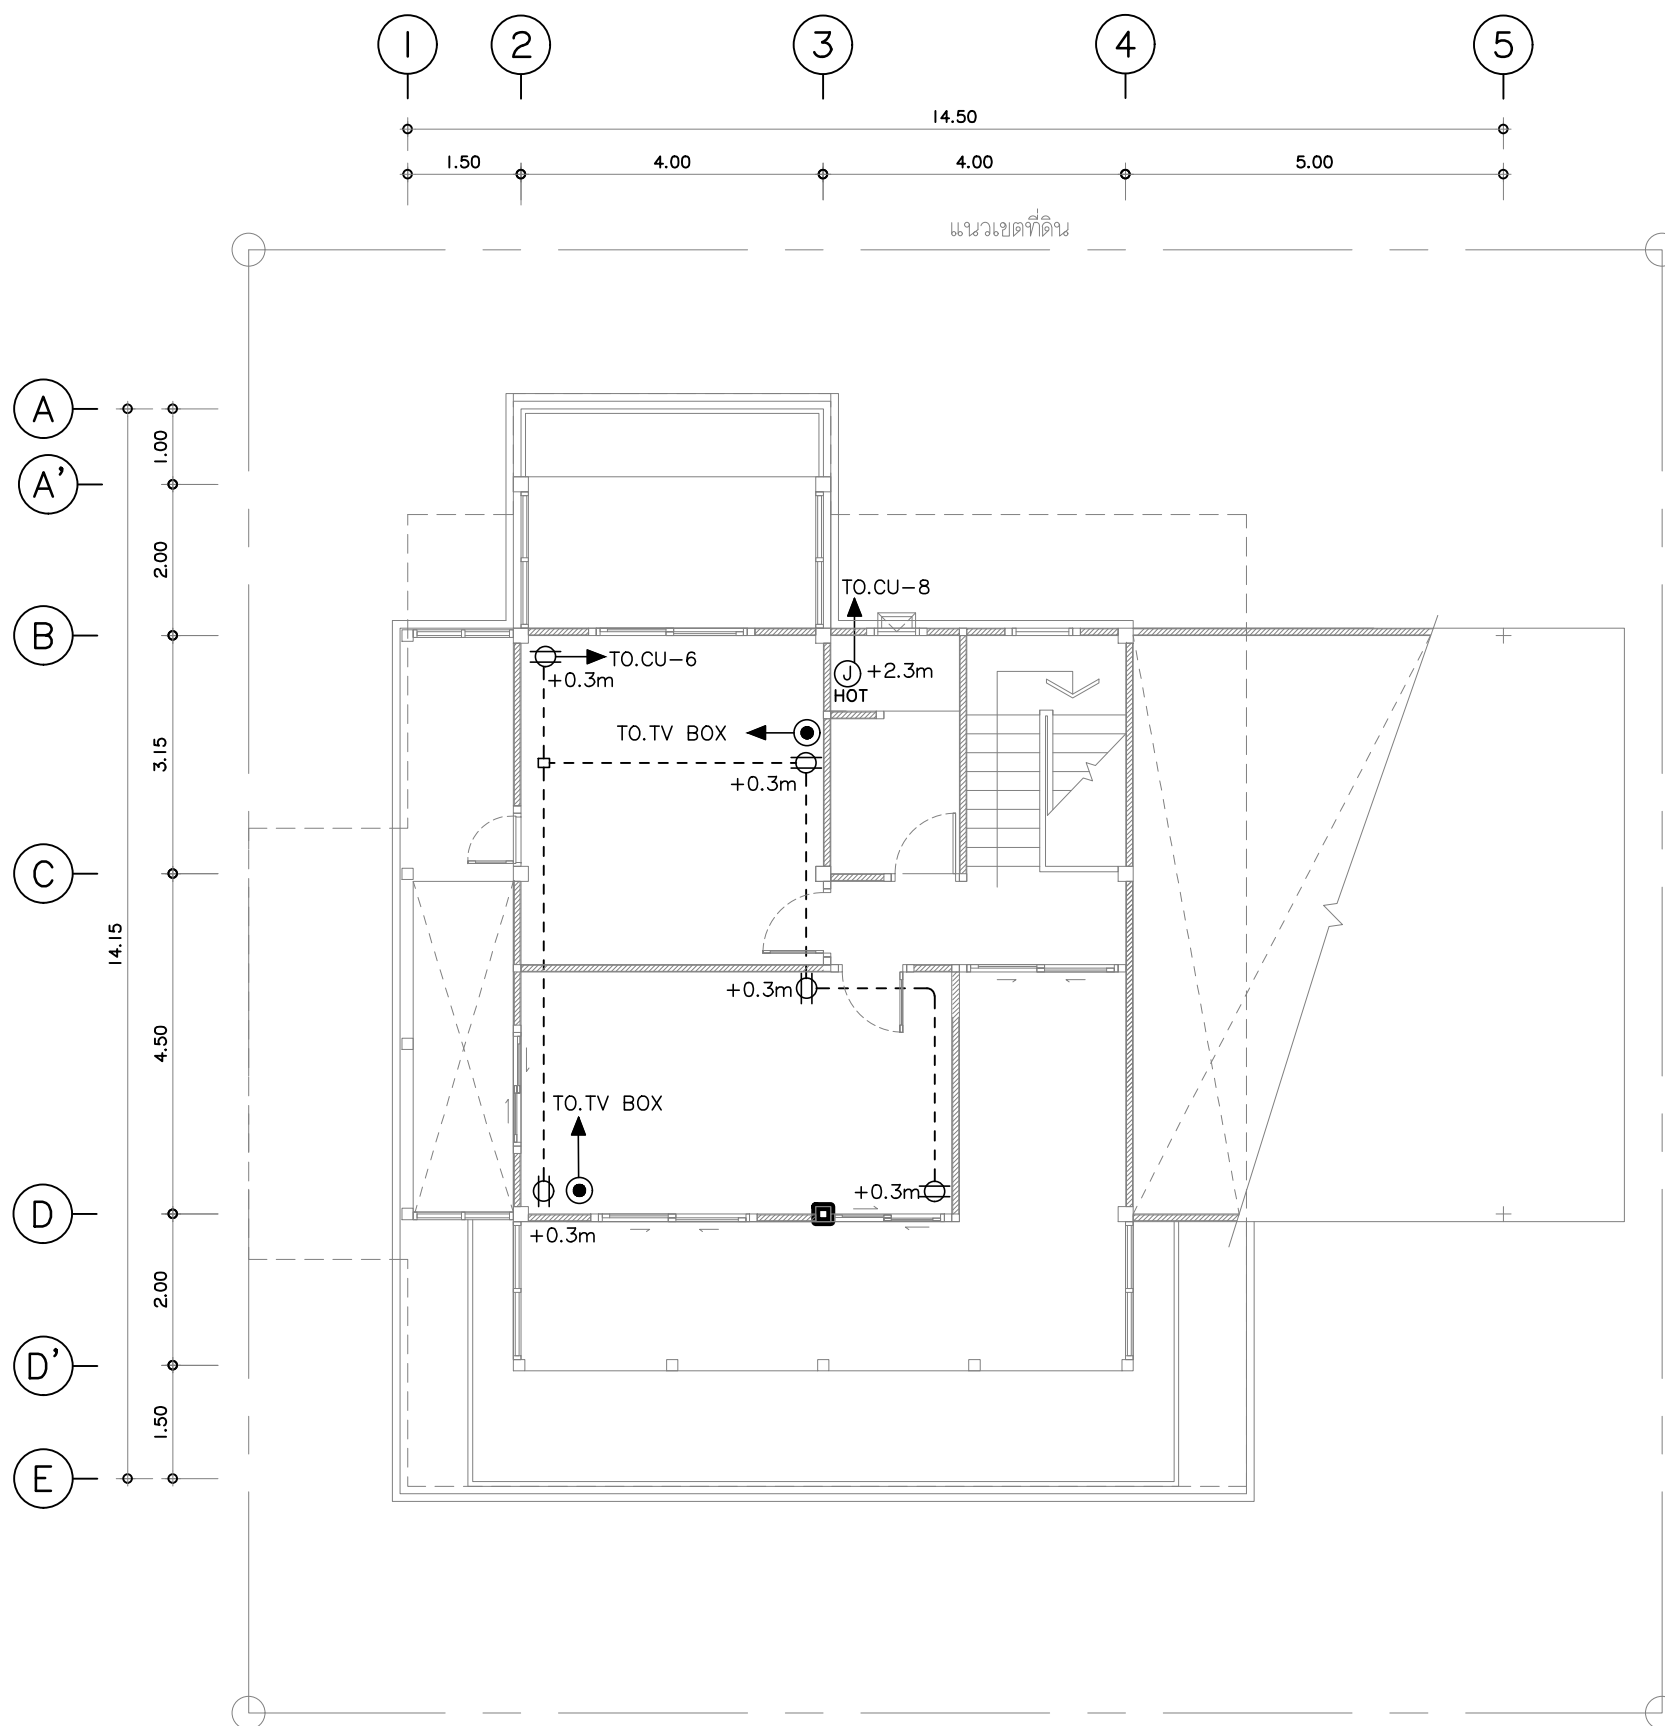 1 2 3 4 5
14.50
1.50 4.00 4.00 5.00
แนวเขตที่ดิน
A
1.00
A'
2.00
TO.CU-8
B
TO.CU-6
+0.3m
J +2.3m
HOT
TO.TV BOX
3.15
+0.3m
C
14.15
+0.3m
4.50
TO.TV BOX
+0.3m
D
+0.3m
2.00
D'
1.50
E